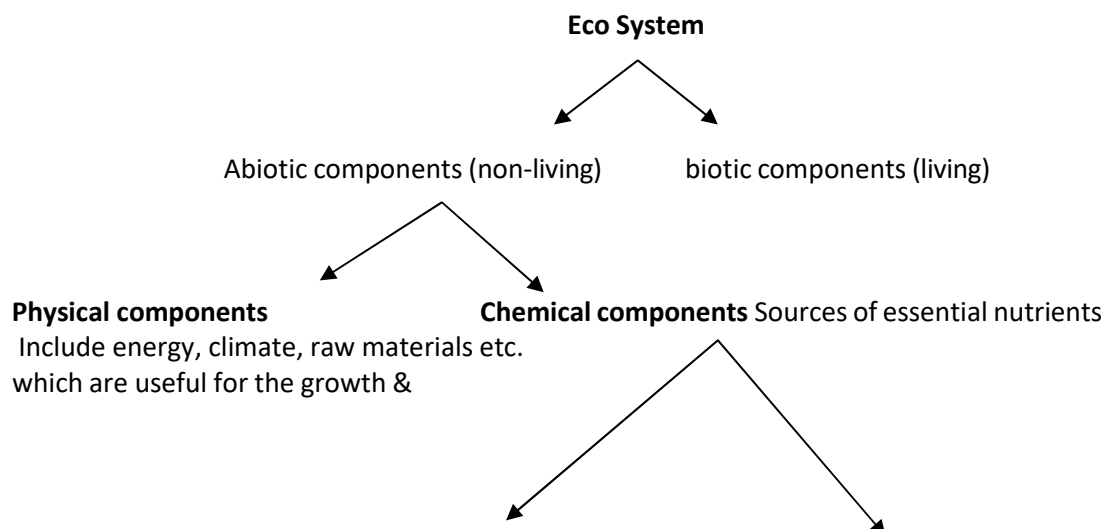 Eco System
Abiotic components (non-living) biotic components (living)
Physical components Chemical components Sources of essential nutrients
Include energy, climate, raw materials etc.
which are useful for the growth &